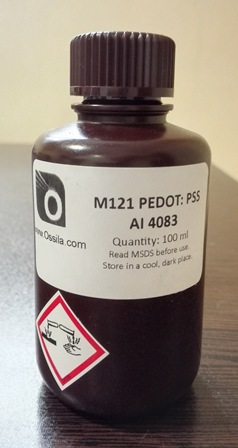 O
www.Ossila.com
M121 PEDOT: PSS
AI 4083
Quantity: 100 ml
Read MSDS before use.
Store in a cool, dark place.